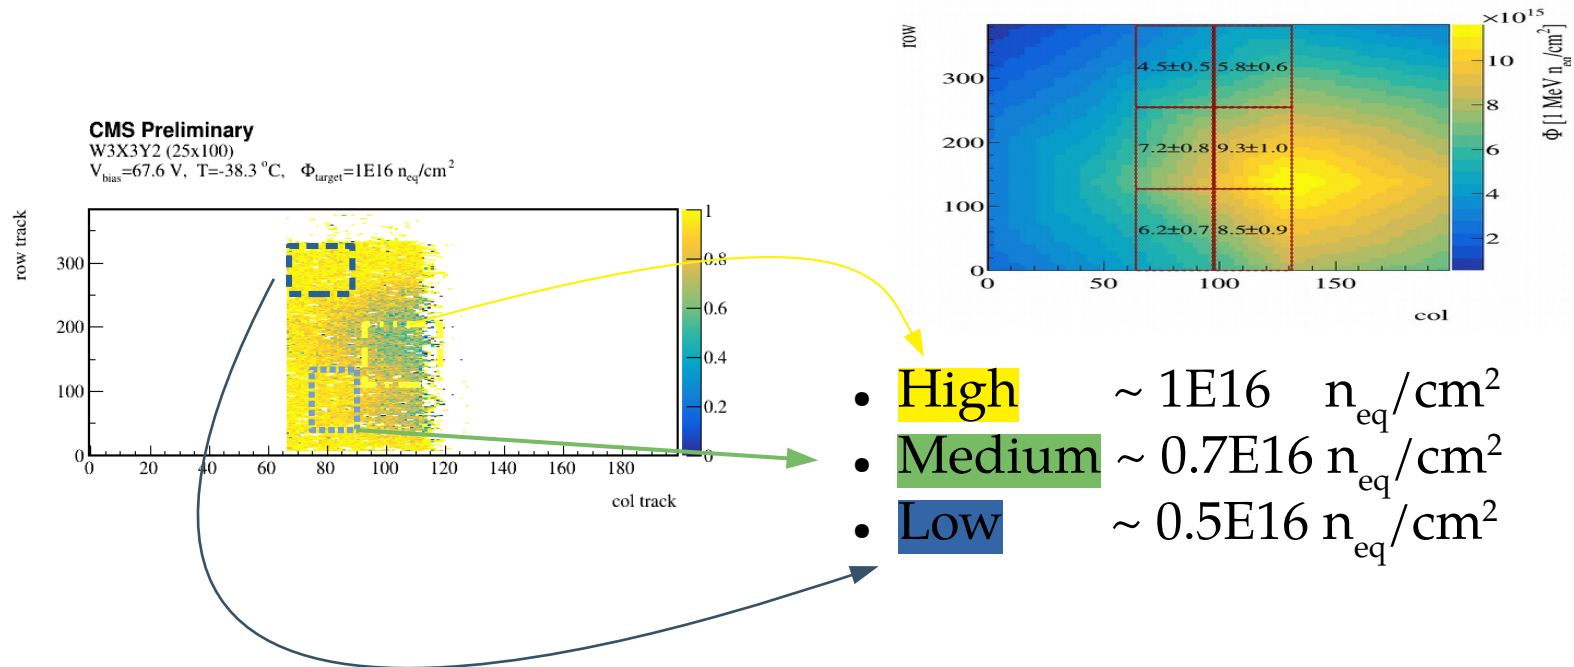 CMS Preliminary
W3X3Y2 (25x100)
V_bias=67.6 V, T=-38.3 °C, Φ_target=1E16 n_eq/cm²
row track
300
200
100
0
0 20 40 60 80 100 120 140 160 180
col track
1
0.8
0.6
0.4
0.2
0
row
300
200
100
0
0 50 100 150
col
4.5±0.5 5.8±0.6
7.2±0.8 9.3±1.0
6.2±0.7 8.5±0.9
×10¹⁵
10
8
6
4
2
Φ [1 MeV n_eq/cm²]
• High ~ 1E16 n_eq/cm²
• Medium ~ 0.7E16 n_eq/cm²
• Low ~ 0.5E16 n_eq/cm²